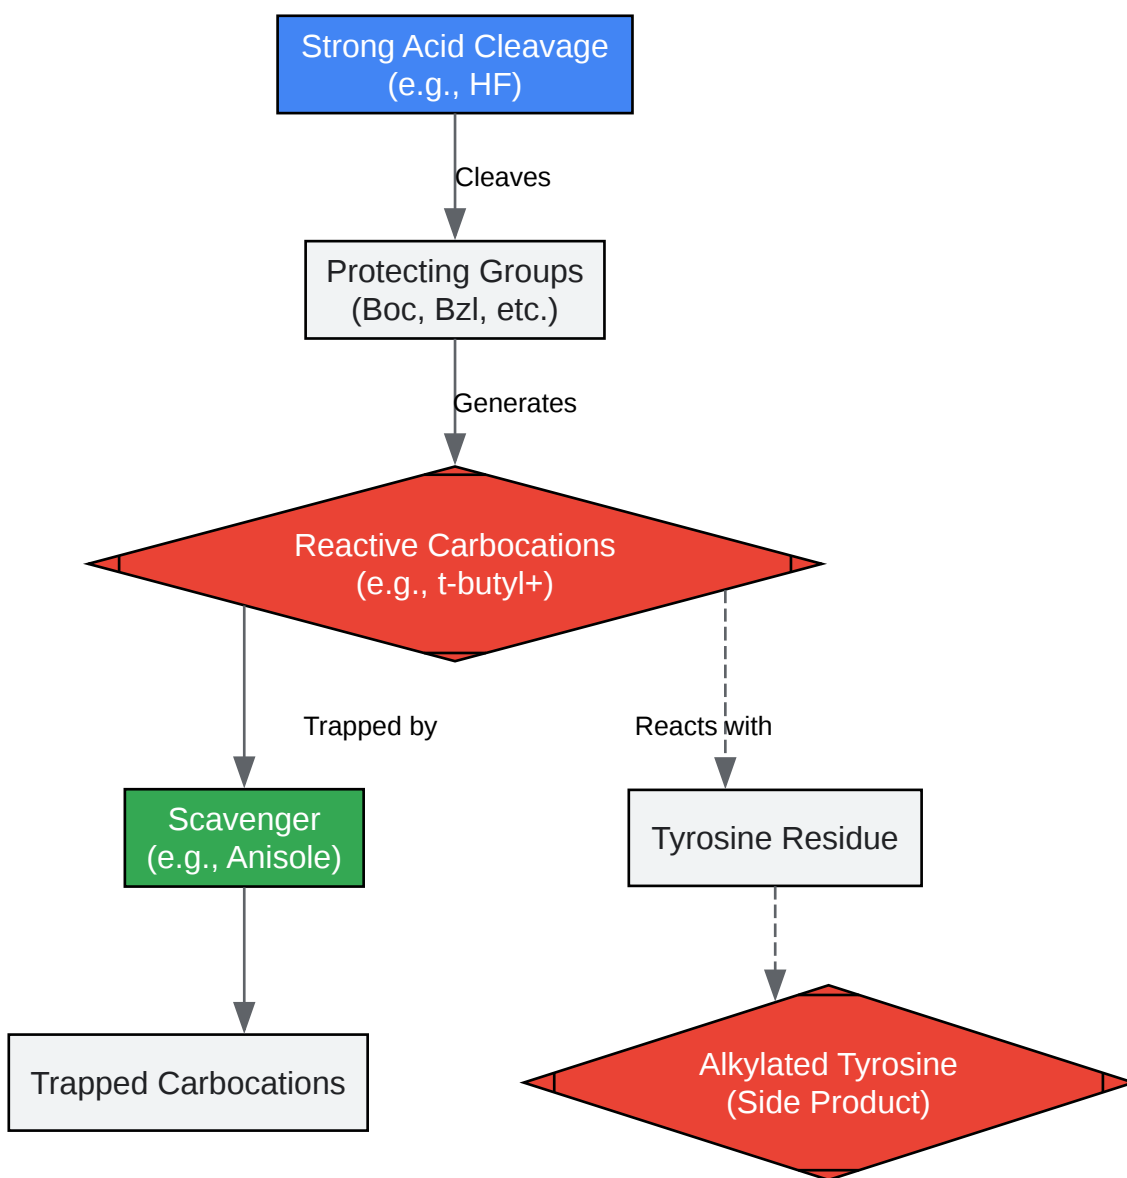 Strong Acid Cleavage
(e.g., HF)
Cleaves
Protecting Groups
(Boc, Bzl, etc.)
Generates
Reactive Carbocations
(e.g., t-butyl+)
Trapped by
Reacts with
Scavenger
(e.g., Anisole)
Tyrosine Residue
Trapped Carbocations
Alkylated Tyrosine
(Side Product)